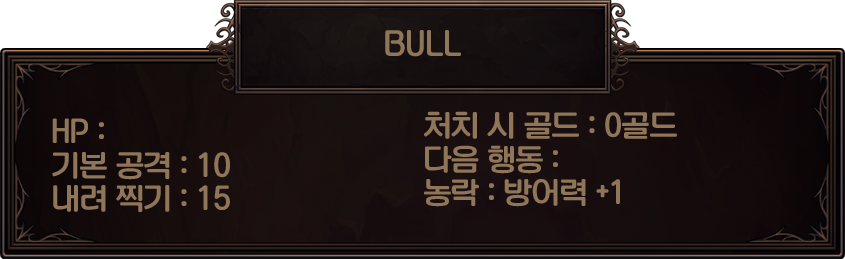 BULL
HP :
기본 공격 : 10
내려 찍기 : 15
처치 시 골드 : 0골드
다음 행동 :
농락 : 방어력 +1